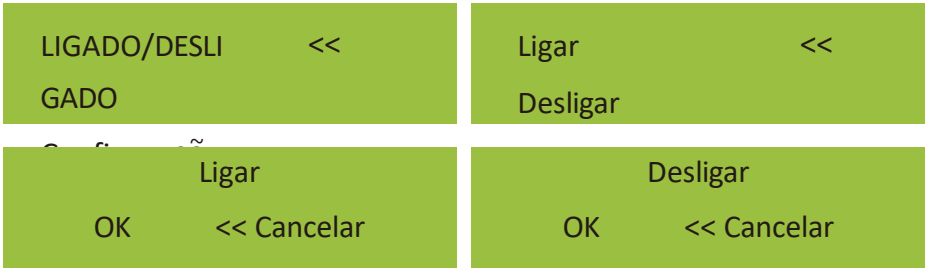 LIGADO/DESLI <<
GADO
Ligar <<
Desligar
Ligar
OK << Cancelar
Desligar
OK << Cancelar